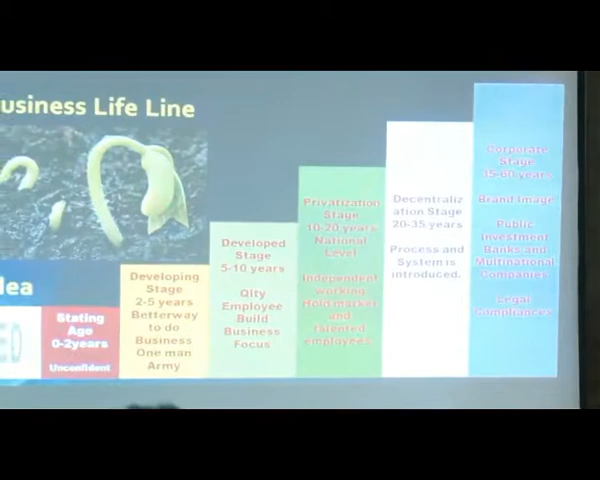 usiness Life Line
dea
Stating
Age
0-2years
Unconfident
Developing
Stage
2-5 years
Betterway
to do
Business
One man
Army
Developed
Stage
5-10 years
Qlty
Employee
Build
Business
Focus
Privatization
Stage
10-20 years
National
Level
Independent
working
Hold market
and
talented
employees.
Decentraliz
ation Stage
20-35 years
Process and
System is
introduced.
Corporate
Stage
35-60 years
Brand Image
Public
Investment
Banks and
Multinational
Companies
Legal
Compliances